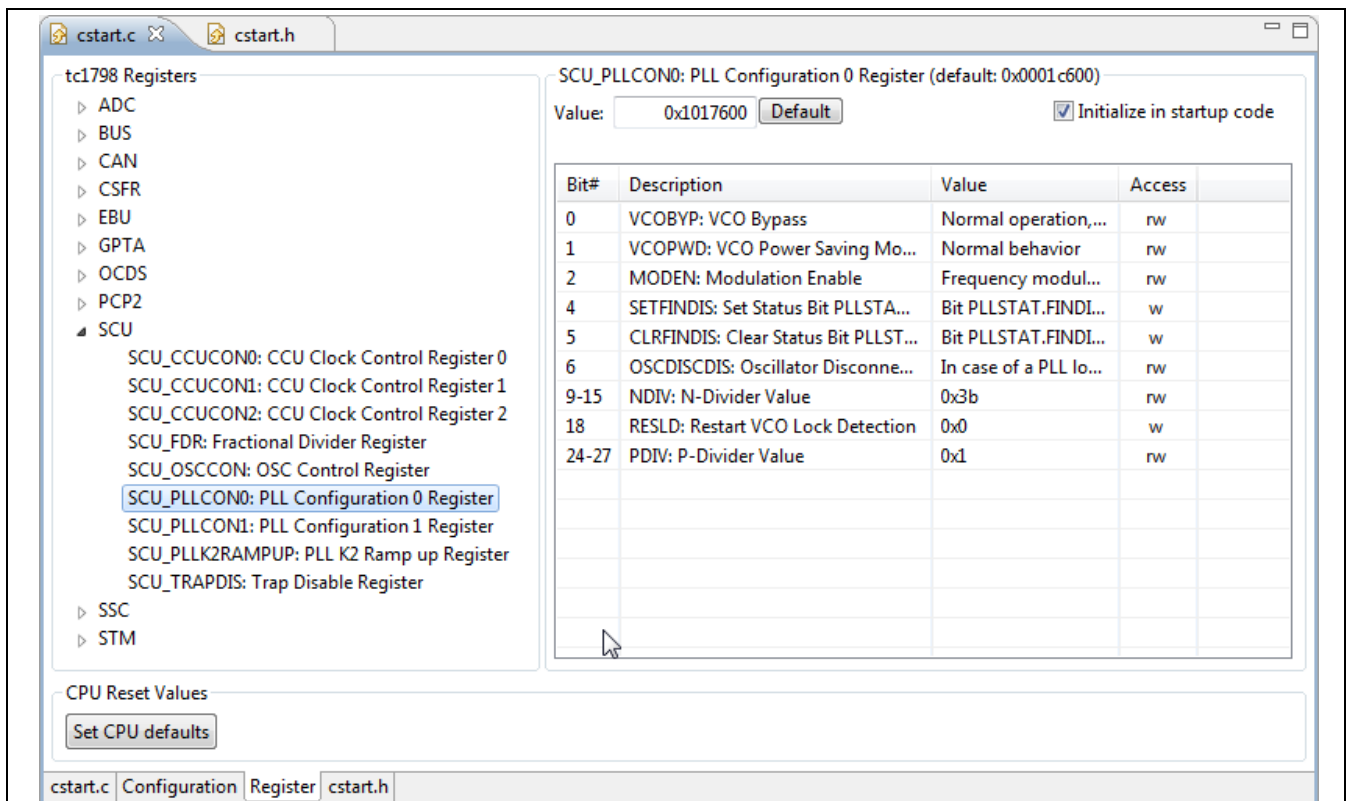 cstart.c
cstart.h
tc1798 Registers
ADC
BUS
CAN
CSFR
EBU
GPTA
OCDS
PCP2
SCU
SCU_CCUCON0: CCU Clock Control Register 0
SCU_CCUCON1: CCU Clock Control Register 1
SCU_CCUCON2: CCU Clock Control Register 2
SCU_FDR: Fractional Divider Register
SCU_OSCCON: OSC Control Register
SCU_PLLCON0: PLL Configuration 0 Register
SCU_PLLCON1: PLL Configuration 1 Register
SCU_PLLK2RAMPUP: PLL K2 Ramp up Register
SCU_TRAPDIS: Trap Disable Register
SSC
STM
SCU_PLLCON0: PLL Configuration 0 Register (default: 0x0001c600)
Value: 0x1017600 Default Initialize in startup code
Bit# Description Value Access
0 VCOBYP: VCO Bypass Normal operation,... rw
1 VCOPWD: VCO Power Saving Mo... Normal behavior rw
2 MODEN: Modulation Enable Frequency modul... rw
4 SETFINDIS: Set Status Bit PLLSTA... Bit PLLSTAT.FINDI... w
5 CLRFINDIS: Clear Status Bit PLLST... Bit PLLSTAT.FINDI... w
6 OSCDISCDIS: Oscillator Disconne... In case of a PLL lo... rw
9-15 NDIV: N-Divider Value 0x3b rw
18 RESLD: Restart VCO Lock Detection 0x0 w
24-27 PDIV: P-Divider Value 0x1 rw
CPU Reset Values
Set CPU defaults
cstart.c Configuration Register cstart.h